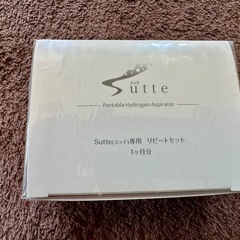 Sutte
Portable Hydrogen Aspirator
Sutte(スッテ)専用 リピートセット
1ヶ月分